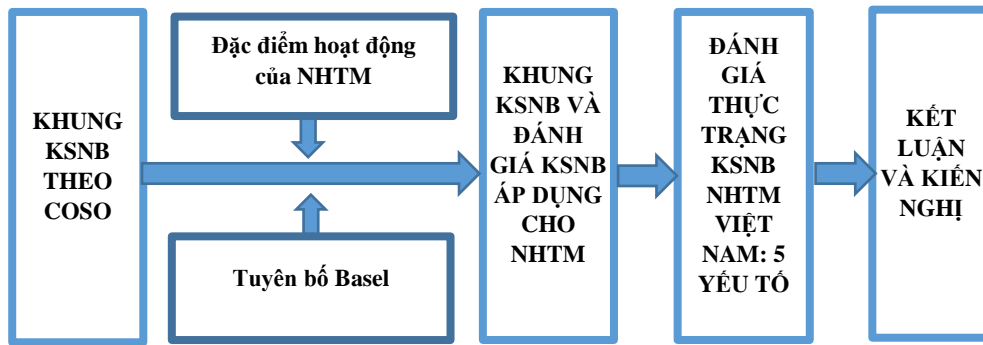 KHUNG
KSNB
THEO
COSO
Đặc điểm hoạt động
của NHTM
Tuyên bố Basel
KHUNG
KSNB VÀ
ĐÁNH
GIÁ KSNB
ÁP DỤNG
CHO
NHTM
ĐÁNH
GIÁ
THỰC
TRẠNG
KSNB
NHTM
VIỆT
NAM: 5
YẾU TỐ
KẾT
LUẬN
VÀ KIẾN
NGHỊ